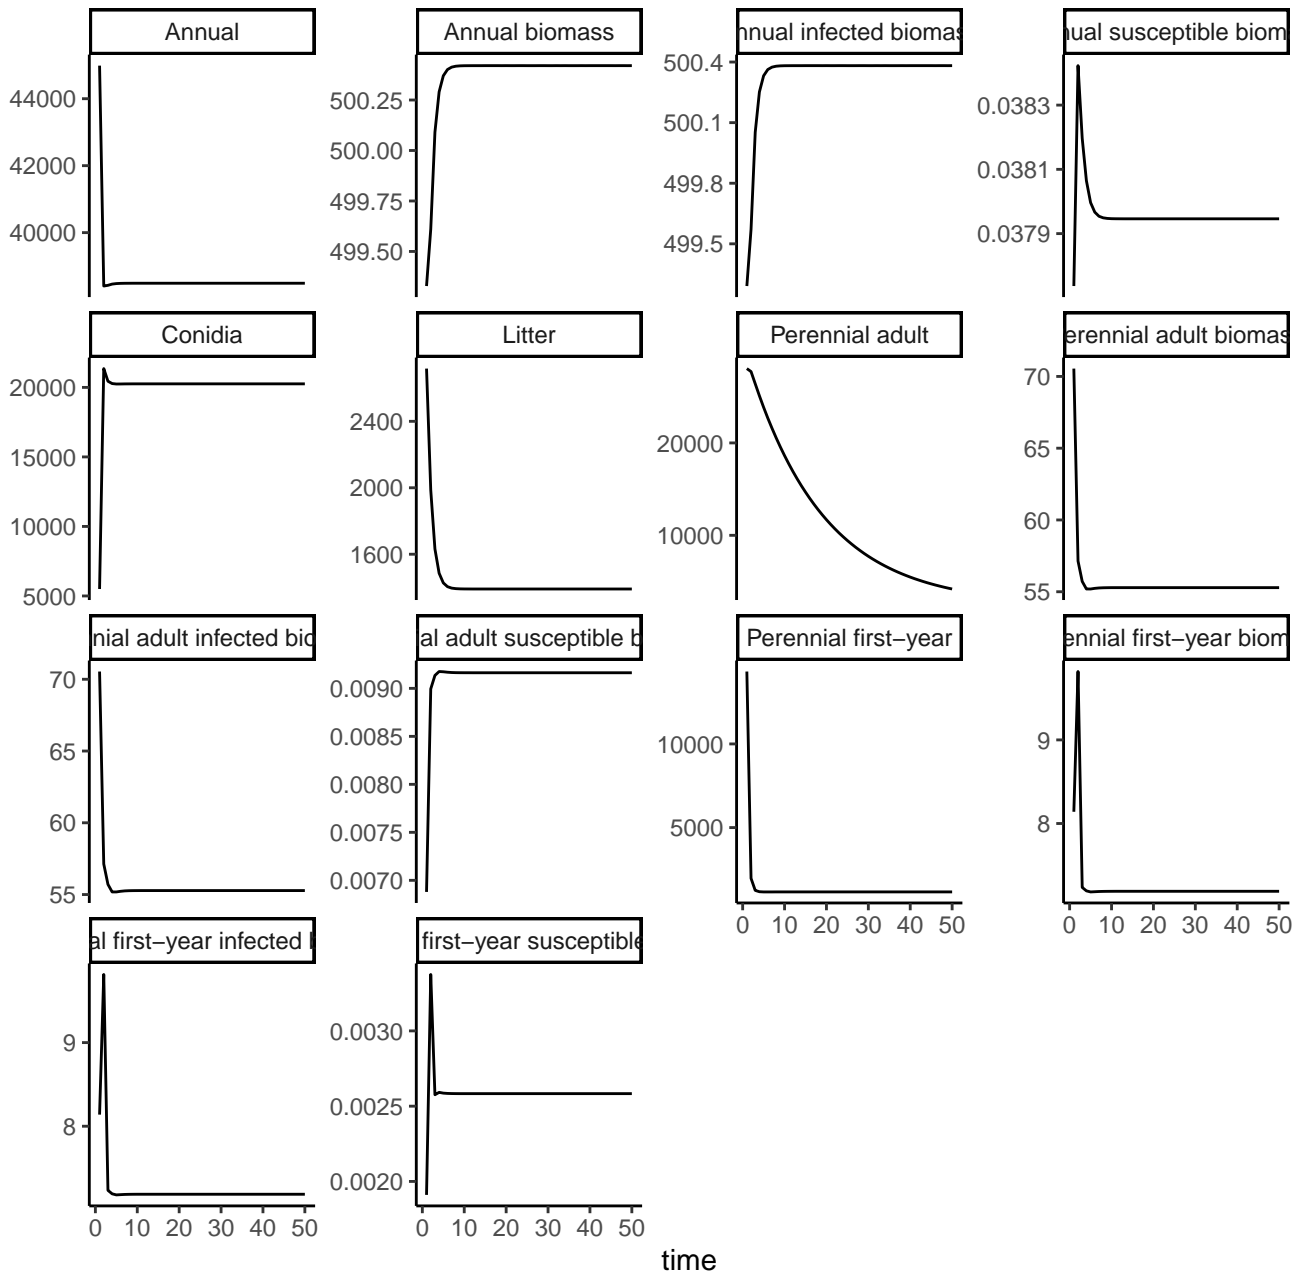 Annual
Annual biomass
nnual infected biomas
nual susceptible biom
44000
42000
40000
500.25
500.00
499.75
499.50
500.4
500.1
499.8
499.5
0.0383
0.0381
0.0379
Conidia
Litter
Perennial adult
erennial adult biomas
20000
15000
10000
5000
2400
2000
1600
20000
10000
70
65
60
55
nial adult infected bio
al adult susceptible b
Perennial first−year
ennial first−year biom
70
65
60
55
0.0090
0.0085
0.0080
0.0075
0.0070
10000
5000
9
8
0 10 20 30 40 50
0 10 20 30 40 50
al first−year infected b
first−year susceptible
9
8
0.0030
0.0025
0.0020
0 10 20 30 40 50
0 10 20 30 40 50
time